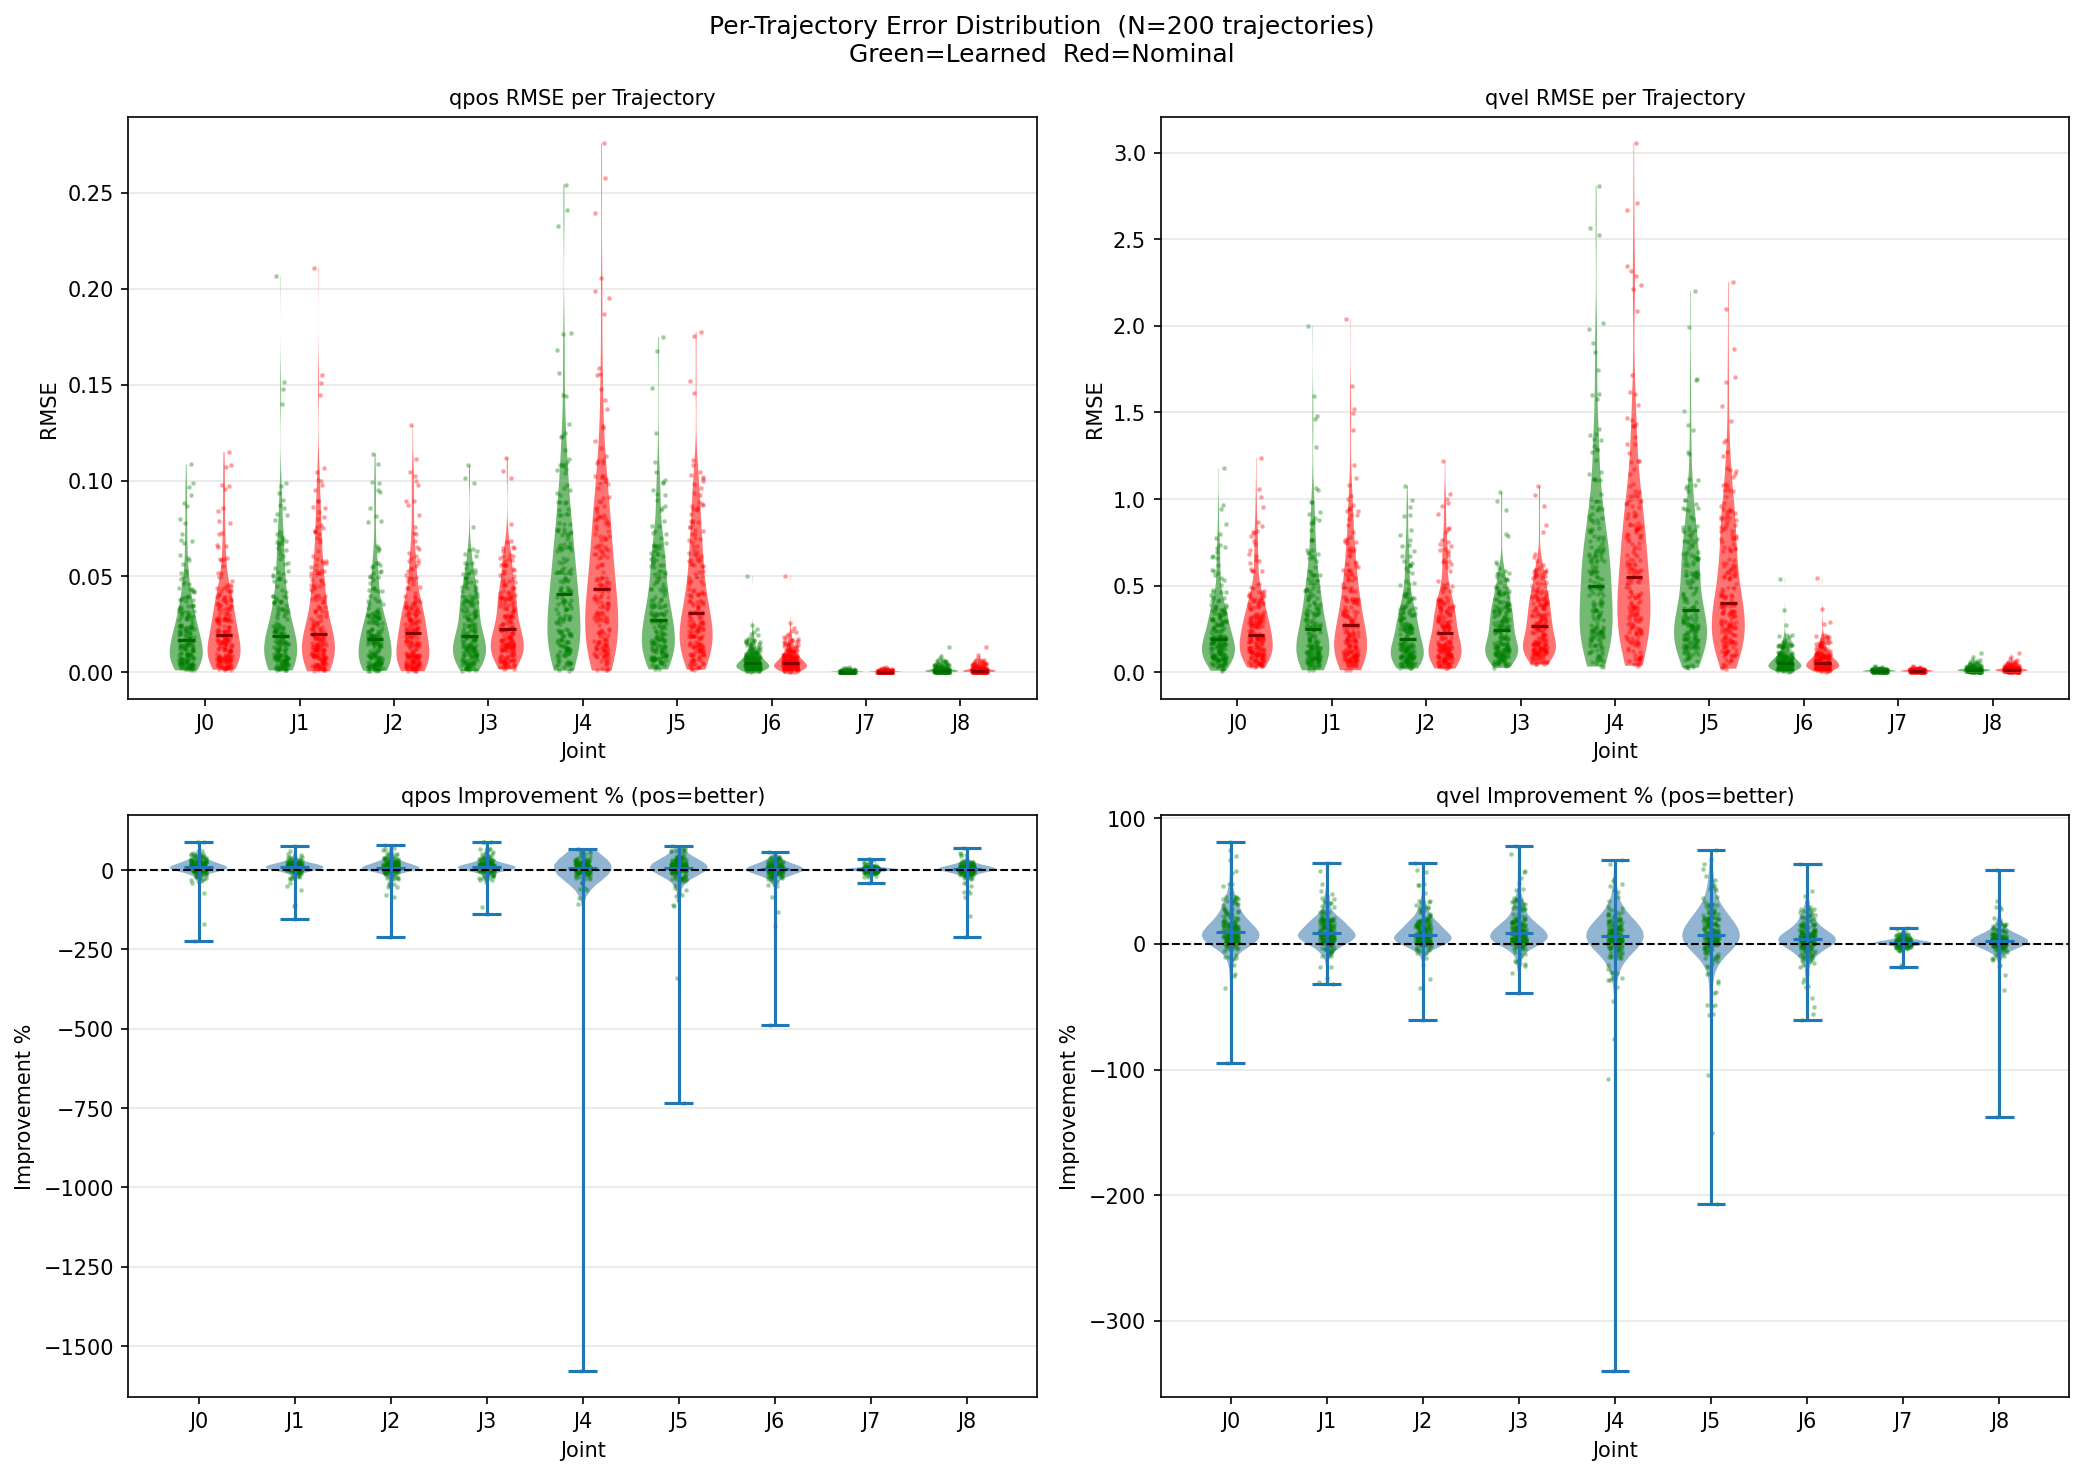 Per-Trajectory Error Distribution  (N=200 trajectories)
Green=Learned  Red=Nominal
qpos RMSE per Trajectory
RMSE
0.25
0.20
0.15
0.10
0.05
0.00
J0 J1 J2 J3 J4 J5 J6 J7 J8
Joint
qvel RMSE per Trajectory
RMSE
3.0
2.5
2.0
1.5
1.0
0.5
0.0
J0 J1 J2 J3 J4 J5 J6 J7 J8
Joint
qpos Improvement % (pos=better)
Improvement %
0
−250
−500
−750
−1000
−1250
−1500
J0 J1 J2 J3 J4 J5 J6 J7 J8
Joint
qvel Improvement % (pos=better)
Improvement %
100
0
−100
−200
−300
J0 J1 J2 J3 J4 J5 J6 J7 J8
Joint